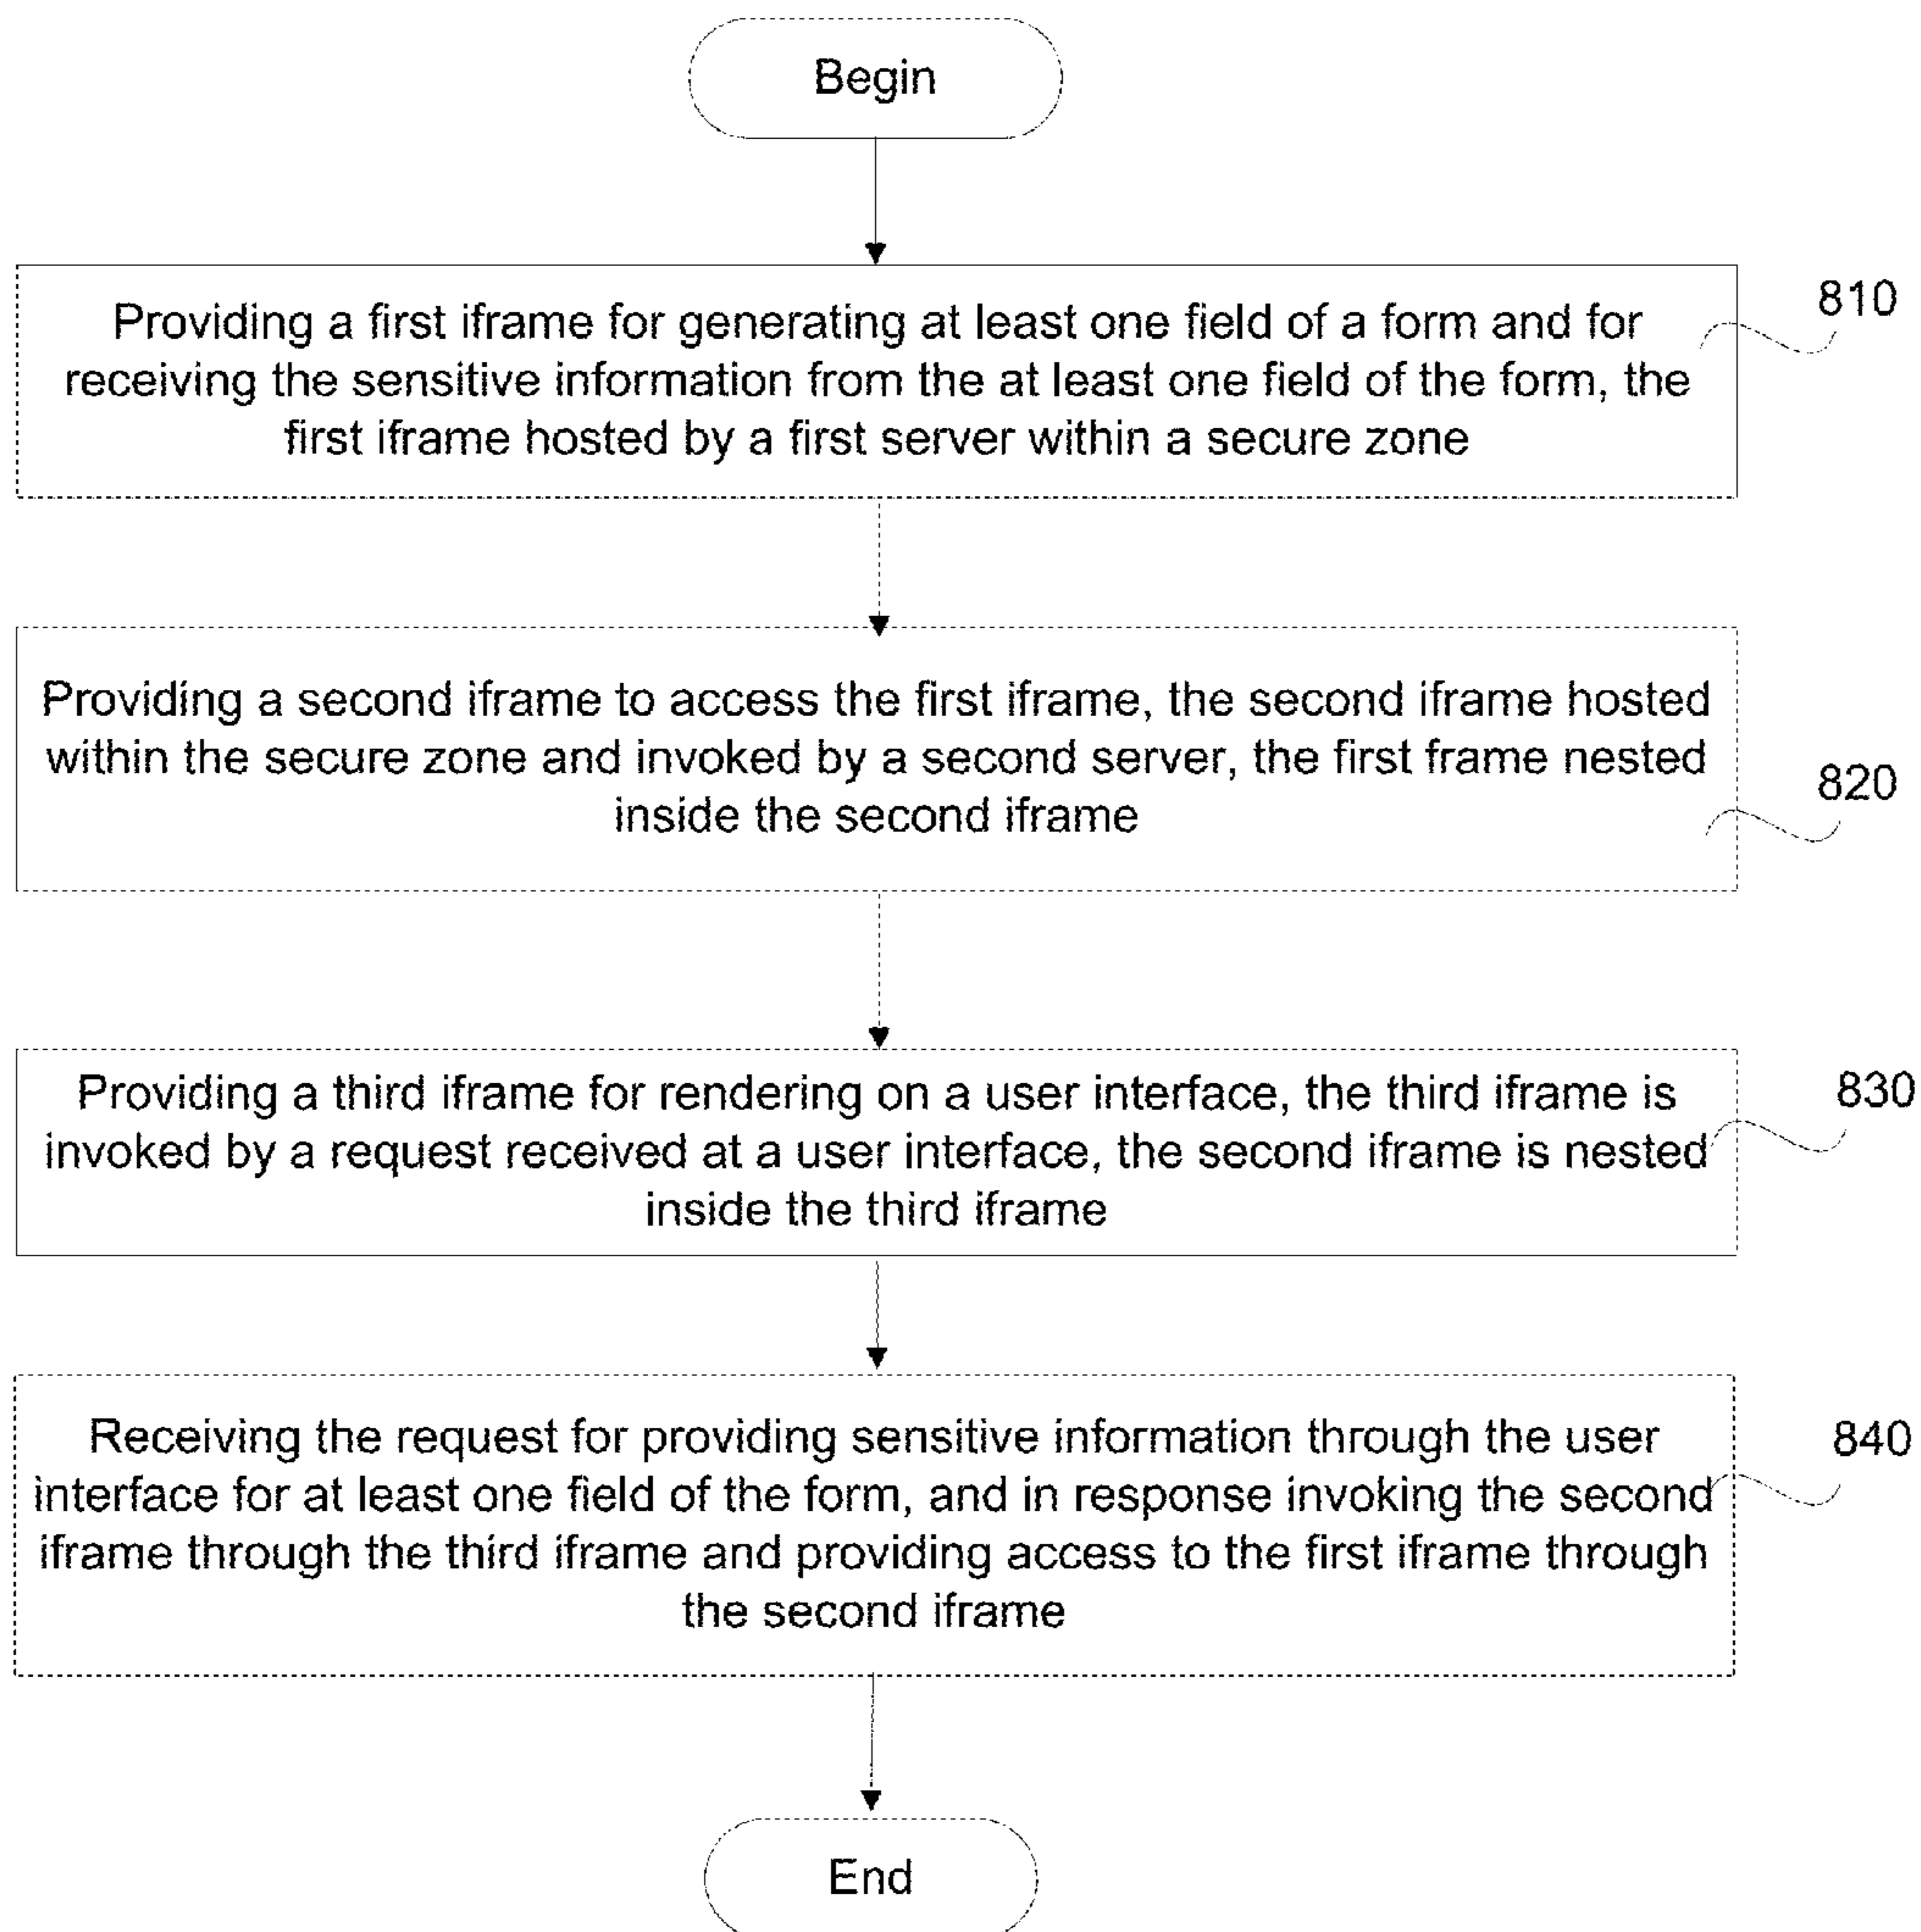 Begin
Providing a first iframe for generating at least one field of a form and for
receiving the sensitive information from the at least one field of the form, the
first iframe hosted by a first server within a secure zone
810
Providing a second iframe to access the first iframe, the second iframe hosted
within the secure zone and invoked by a second server, the first frame nested
inside the second iframe
820
Providing a third iframe for rendering on a user interface, the third iframe is
invoked by a request received at a user interface, the second iframe is nested
inside the third iframe
830
Receiving the request for providing sensitive information through the user
interface for at least one field of the form, and in response invoking the second
iframe through the third iframe and providing access to the first iframe through
the second iframe
840
End